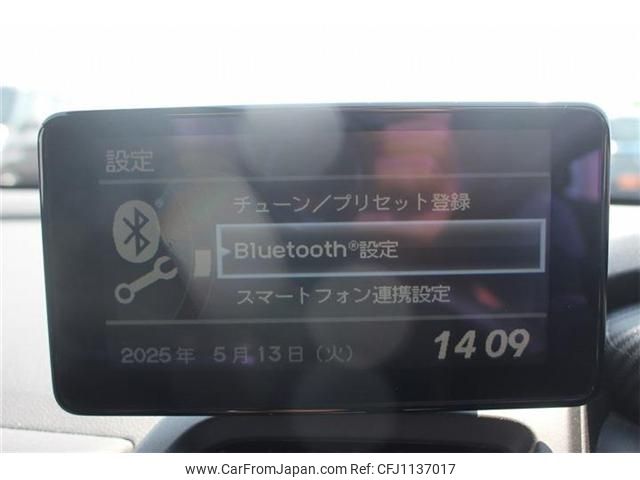 設定
チューン／プリセット登録
Bluetooth®設定
スマートフォン連携設定
2025年 5月13日（火） 14 09
www.CarFromJapan.com - CFJ1137017